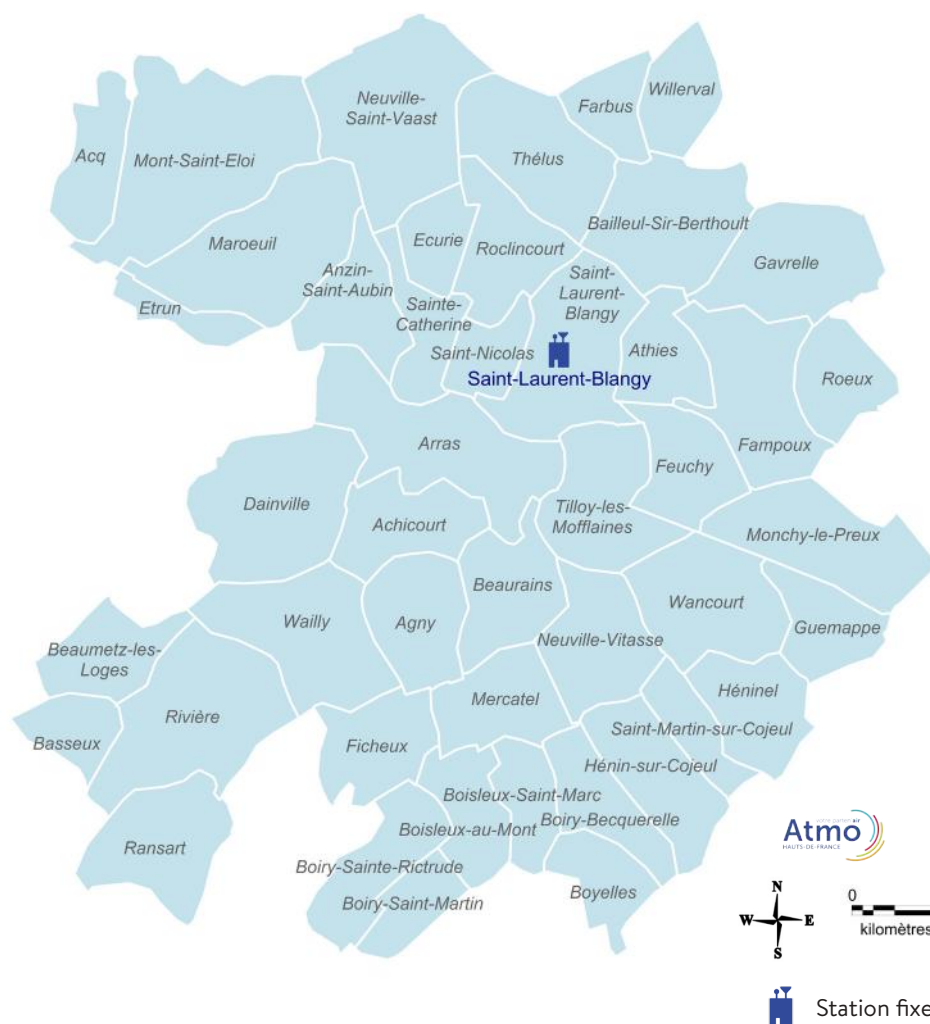 Willerval
Neuville-
Saint-Vaast
Farbus
Acq
Mont-Saint-Eloi
Thélus
Bailleul-Sir-Berthoult
Maroeuil
Ecurie
Roclincourt
Gavrelle
Anzin-
Saint-Aubin
Saint-
Laurent-
Blangy
Etrun
Sainte-
Catherine
Saint-Nicolas
Athies
Saint-Laurent-Blangy
Roeux
Arras
Fampoux
Feuchy
Dainville
Tilloy-les-
Mofflaines
Achicourt
Monchy-le-Preux
Beaurains
Wancourt
Wailly
Agny
Guemappe
Neuville-Vitasse
Beaumetz-les-
Loges
Héninel
Mercatel
Rivière
Saint-Martin-sur-Cojeul
Basseux
Ficheux
Hénin-sur-Cojeul
Boisleux-Saint-Marc
Boiry-Becquerelle
Boisleux-au-Mont
Ransart
Boiry-Sainte-Rictrude
Boyelles
Boiry-Saint-Martin
Atmo
HAUTS-DE-FRANCE
N
W E
S
0
kilomètres
Station fixe